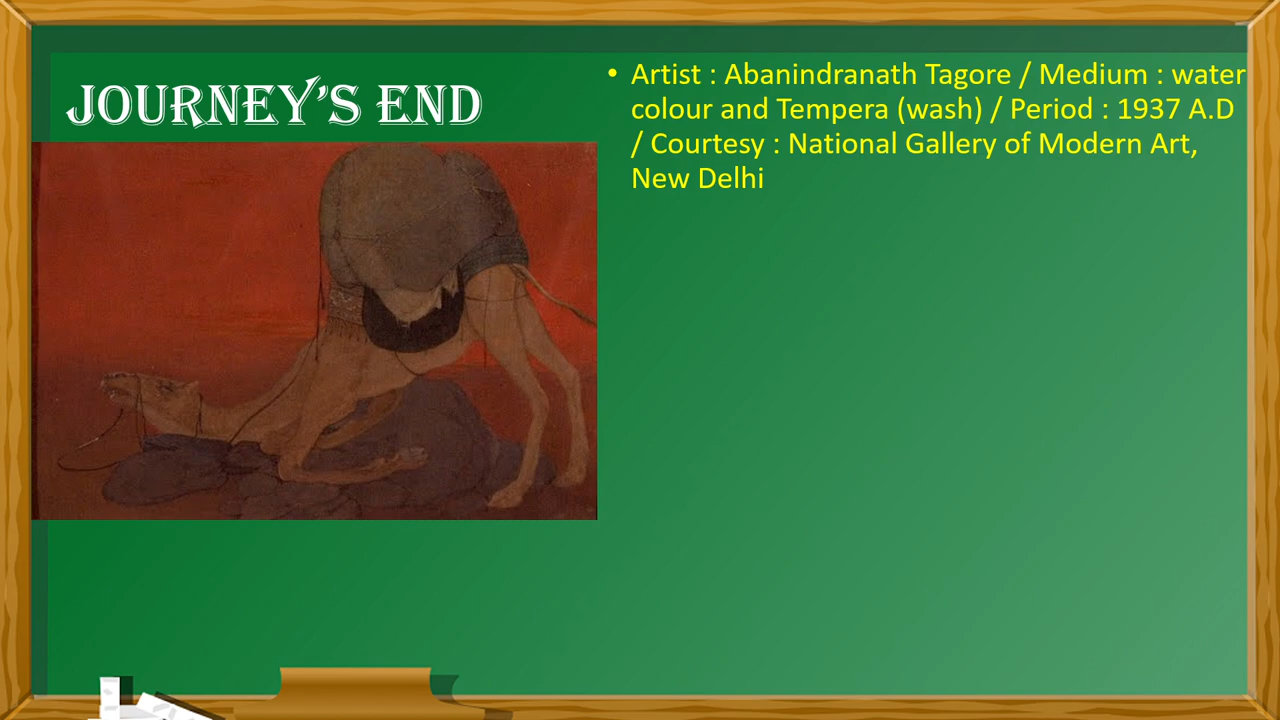 JOURNEY’S END
• Artist : Abanindranath Tagore / Medium : water
colour and Tempera (wash) / Period : 1937 A.D
/ Courtesy : National Gallery of Modern Art,
New Delhi